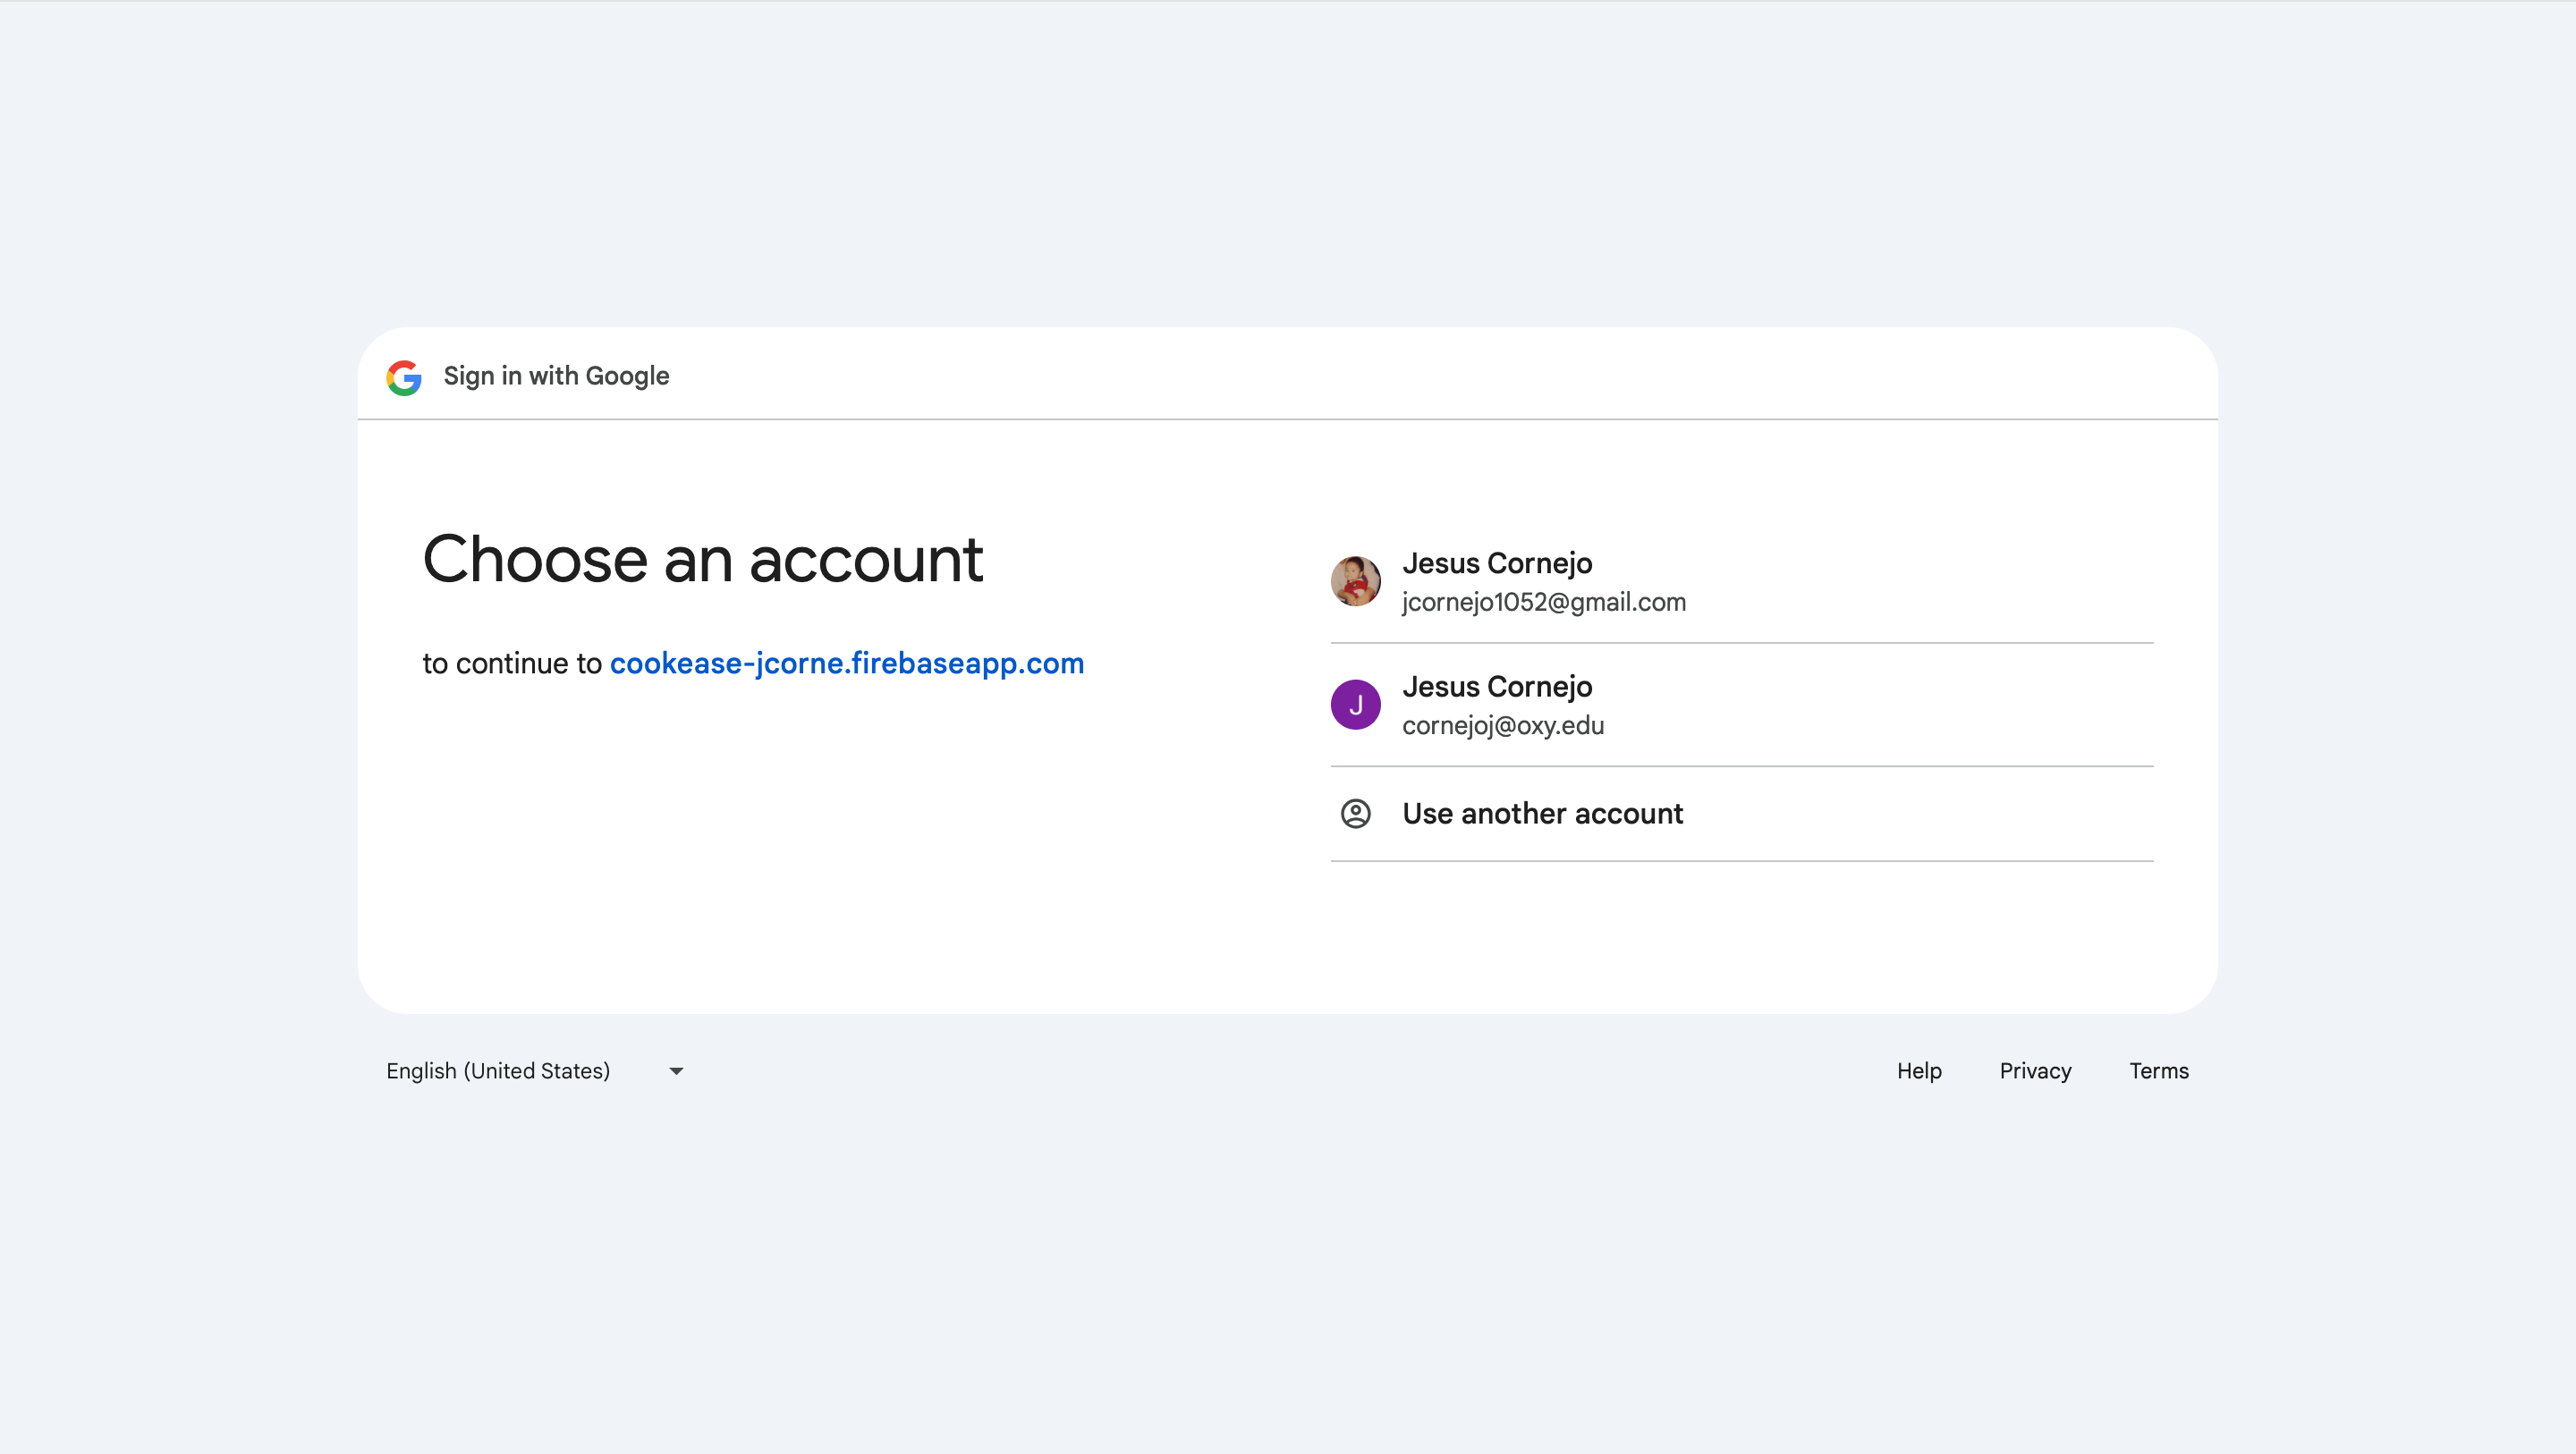 Sign in with Google
Choose an account
to continue to cookease-jcorne.firebaseapp.com
Jesus Cornejo
jcornejo1052@gmail.com
J
Jesus Cornejo
cornejoj@oxy.edu
Use another account
English (United States)
Help Privacy Terms